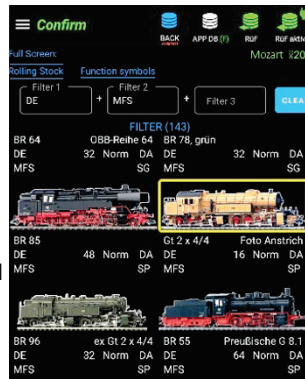 Confirm
BACK
APP DB (F)
RüF
RüF aktiv
Full Screen:
Mozart
Rolling Stock
Function symbols
Filter 1
DE
+
Filter 2
MFS
+
Filter 3
CLEA
FILTER (143)
BR 64 ÖBB-Reihe 64
DE 32 Norm DA
MFS SG
BR 78, grün
DE 32 Norm DA
MFS SG
BR 85
DE 48 Norm DA
MFS SP
Gt 2 x 4/4 Foto Anstrich
DE 16 Norm DA
MFS SP
BR 96 ex Gt 2 x 4/4
DE 32 Norm DA
MFS SP
BR 55 Preußische G 8.1
DE 64 Norm DA
MFS SP